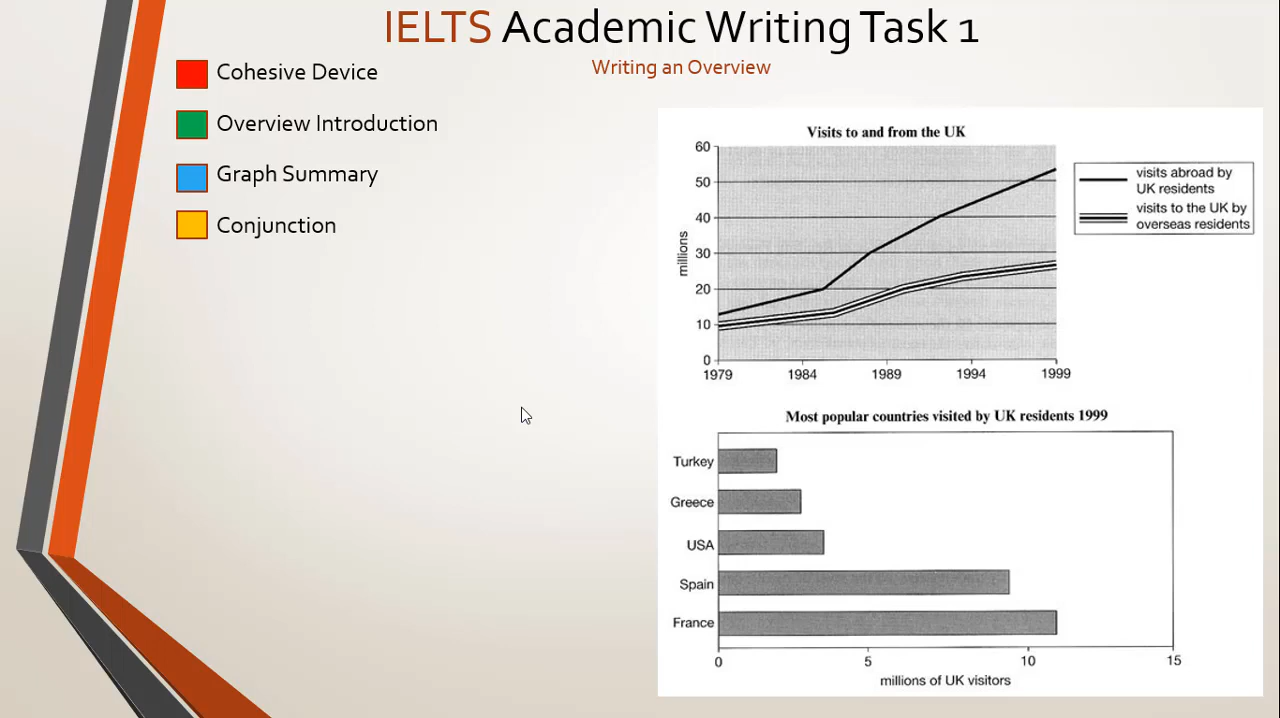 IELTS Academic Writing Task 1
Writing an Overview
Cohesive Device
Overview Introduction
Graph Summary
Conjunction
Visits to and from the UK
60
50
40
30
20
10
0
millions
1979 1984 1989 1994 1999
visits abroad by
UK residents
visits to the UK by
overseas residents
Most popular countries visited by UK residents 1999
Turkey
Greece
USA
Spain
France
0 5 10 15
millions of UK visitors